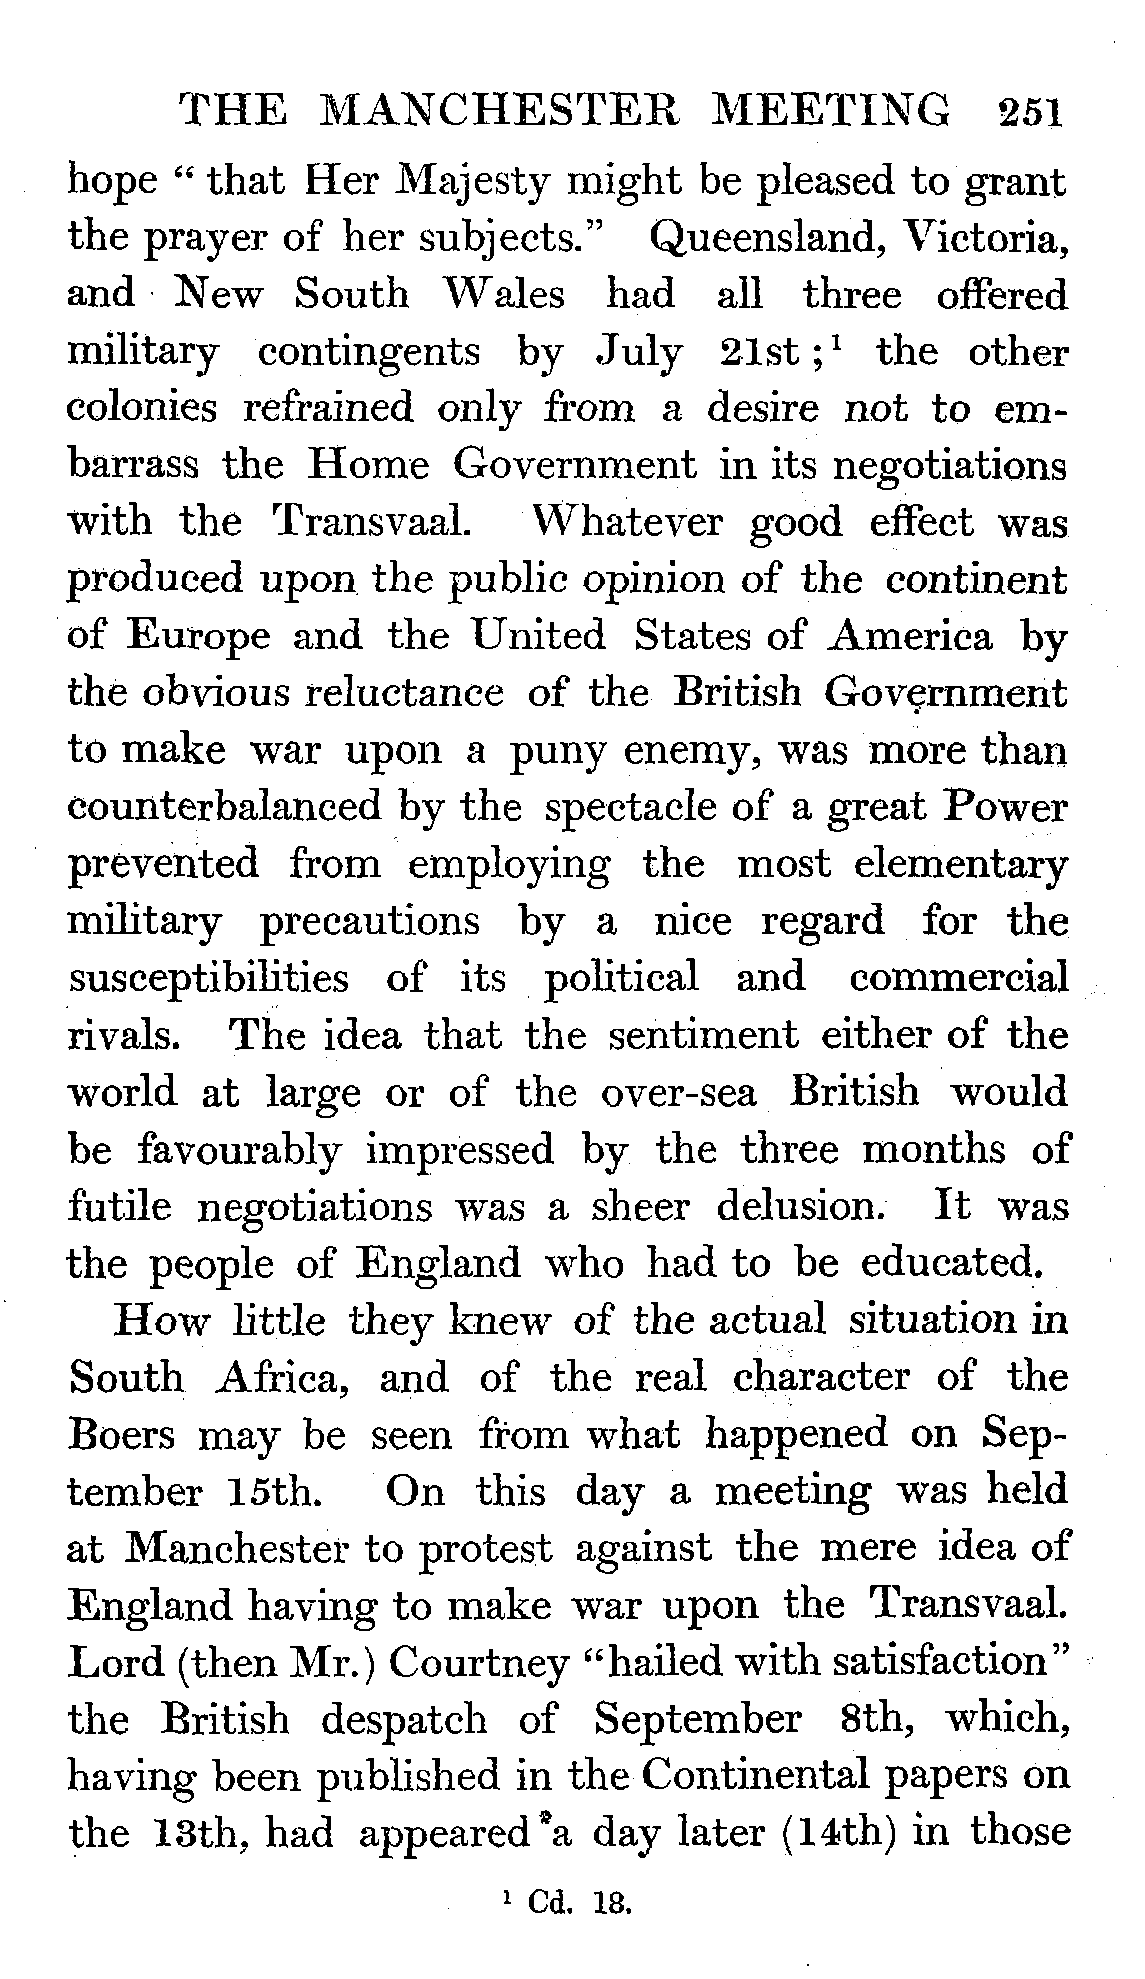 THE MANCHESTER MEETING 251
hope “ that Her Majesty might be pleased to grant
the prayer of her subjects.” Queensland, Victoria,
and New South Wales had all three offered
military contingents by July 21st ;¹ the other
colonies refrained only from a desire not to em-
barrass the Home Government in its negotiations
with the Transvaal. Whatever good effect was
produced upon the public opinion of the continent
of Europe and the United States of America by
the obvious reluctance of the British Government
to make war upon a puny enemy, was more than
counterbalanced by the spectacle of a great Power
prevented from employing the most elementary
military precautions by a nice regard for the
susceptibilities of its political and commercial
rivals. The idea that the sentiment either of the
world at large or of the over-sea British would
be favourably impressed by the three months of
futile negotiations was a sheer delusion. It was
the people of England who had to be educated.
How little they knew of the actual situation in
South Africa, and of the real character of the
Boers may be seen from what happened on Sep-
tember 15th. On this day a meeting was held
at Manchester to protest against the mere idea of
England having to make war upon the Transvaal.
Lord (then Mr.) Courtney “hailed with satisfaction”
the British despatch of September 8th, which,
having been published in the Continental papers on
the 13th, had appeared a day later (14th) in those
¹ Cd. 18.